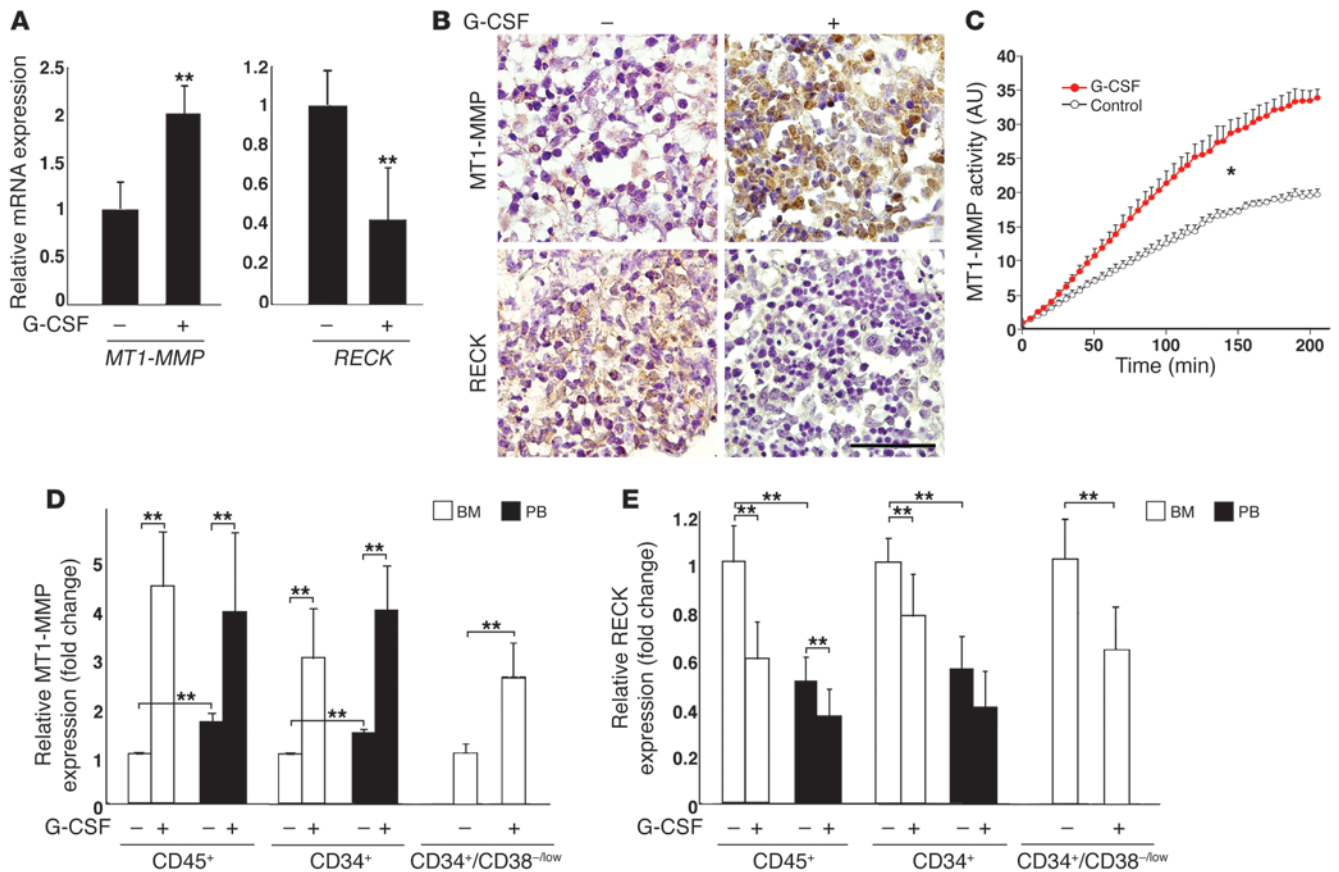 A
Relative mRNA expression
2.5
2
1.5
1
0.5
0
**
G-CSF – +
MT1-MMP
1.2
1
0.8
0.6
0.4
0.2
0
**
– +
RECK
B
G-CSF – +
MT1-MMP
RECK
C
MT1-MMP activity (AU)
40
35
30
25
20
15
10
5
0
G-CSF
Control
*
0 50 100 150 200
Time (min)
D
BM PB
Relative MT1-MMP
expression (fold change)
5
4
3
2
1
0
** ** ** ** ** ** **
G-CSF – + – + – + – + – +
CD45+ CD34+ CD34+/CD38–/low
E
BM PB
Relative RECK
expression (fold change)
1.2
1
0.8
0.6
0.4
0.2
0
** ** ** ** ** **
G-CSF – + – + – + – + – +
CD45+ CD34+ CD34+/CD38–/low